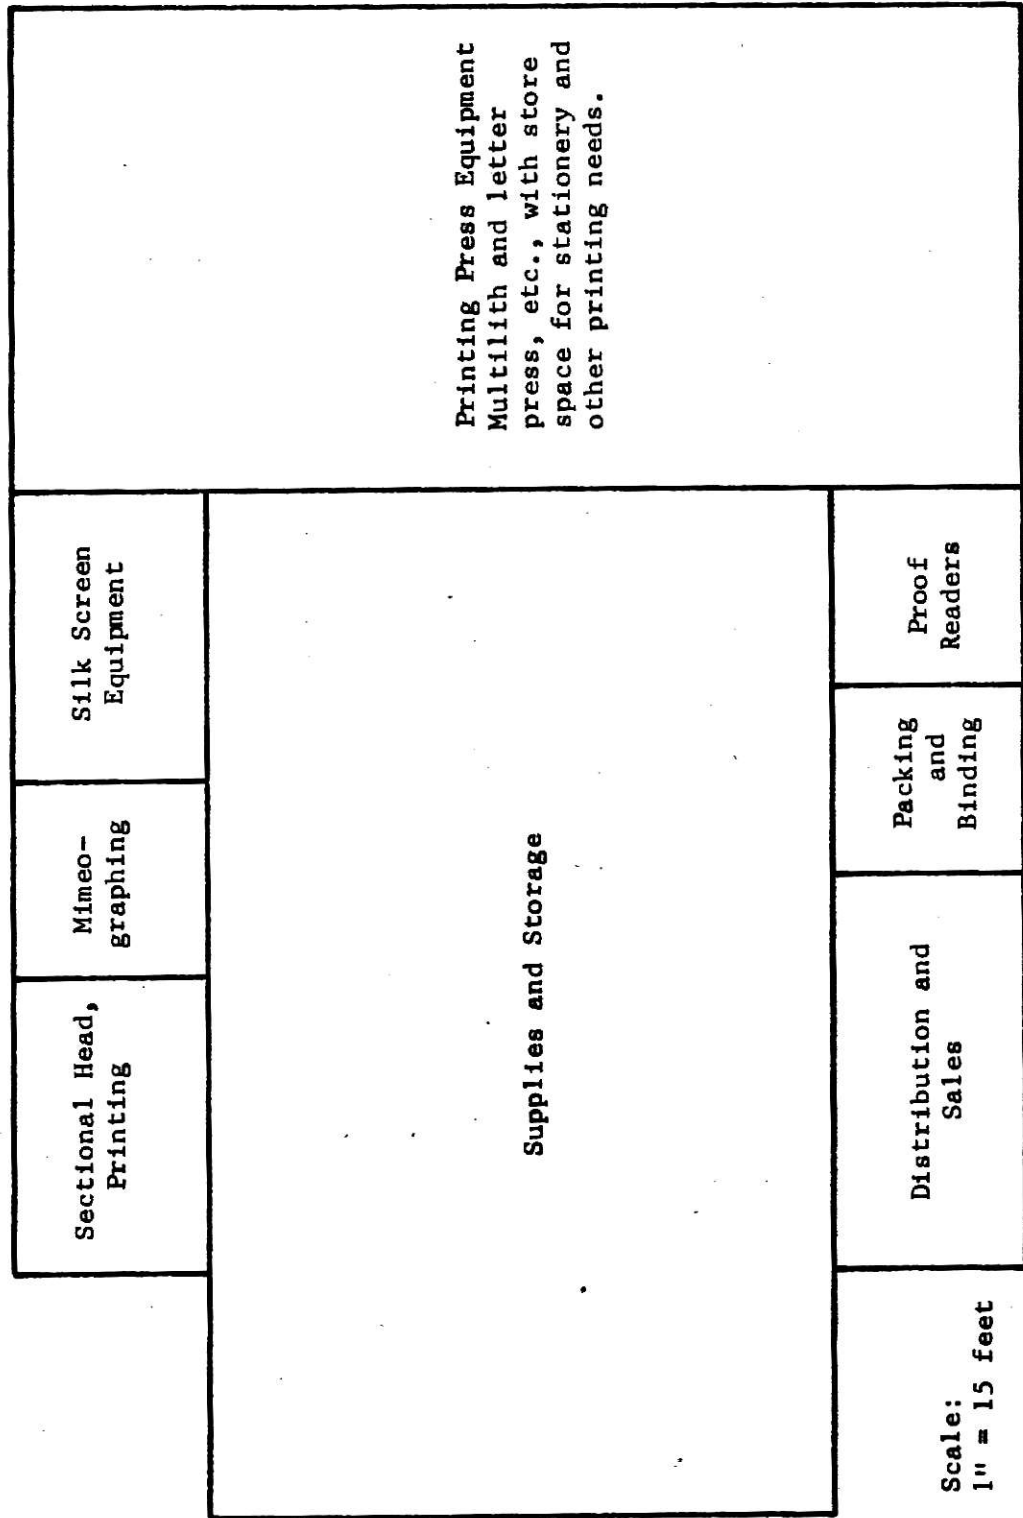 Sectional Head,
Printing
Mimeo-
graphing
Silk Screen
Equipment
Printing Press Equipment
Multilith and letter
press, etc., with store
space for stationery and
other printing needs.
Supplies and Storage
Distribution and
Sales
Packing
and
Binding
Proof
Readers
Scale:
1" = 15 feet